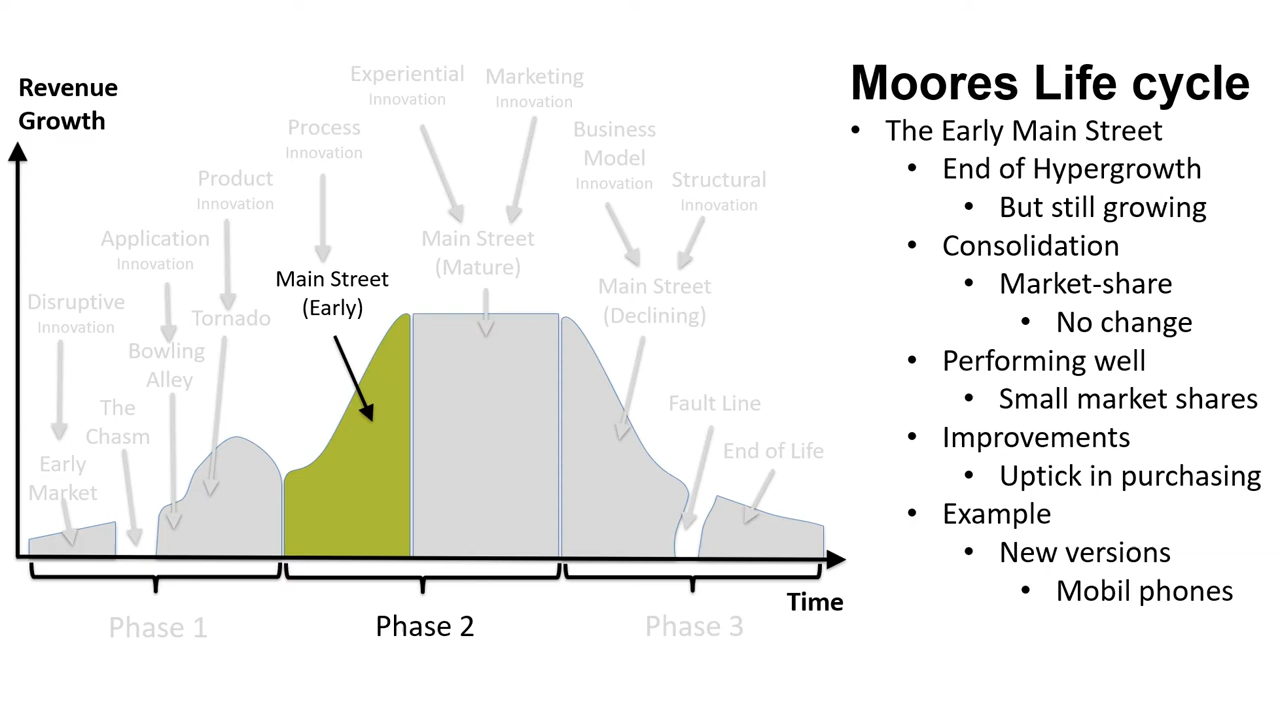 Revenue
Growth
Experiential
Innovation
Marketing
Innovation
Process
Innovation
Business
Model
Innovation
Product
Innovation
Structural
Innovation
Application
Innovation
Main Street
(Mature)
Main Street
(Early)
Main Street
(Declining)
Disruptive
Innovation
Tornado
Bowling
Alley
The
Chasm
Fault Line
Early
Market
End of Life
Time
Phase 1
Phase 2
Phase 3
Moores Life cycle
• The Early Main Street
• End of Hypergrowth
• But still growing
• Consolidation
• Market-share
• No change
• Performing well
• Small market shares
• Improvements
• Uptick in purchasing
• Example
• New versions
• Mobil phones